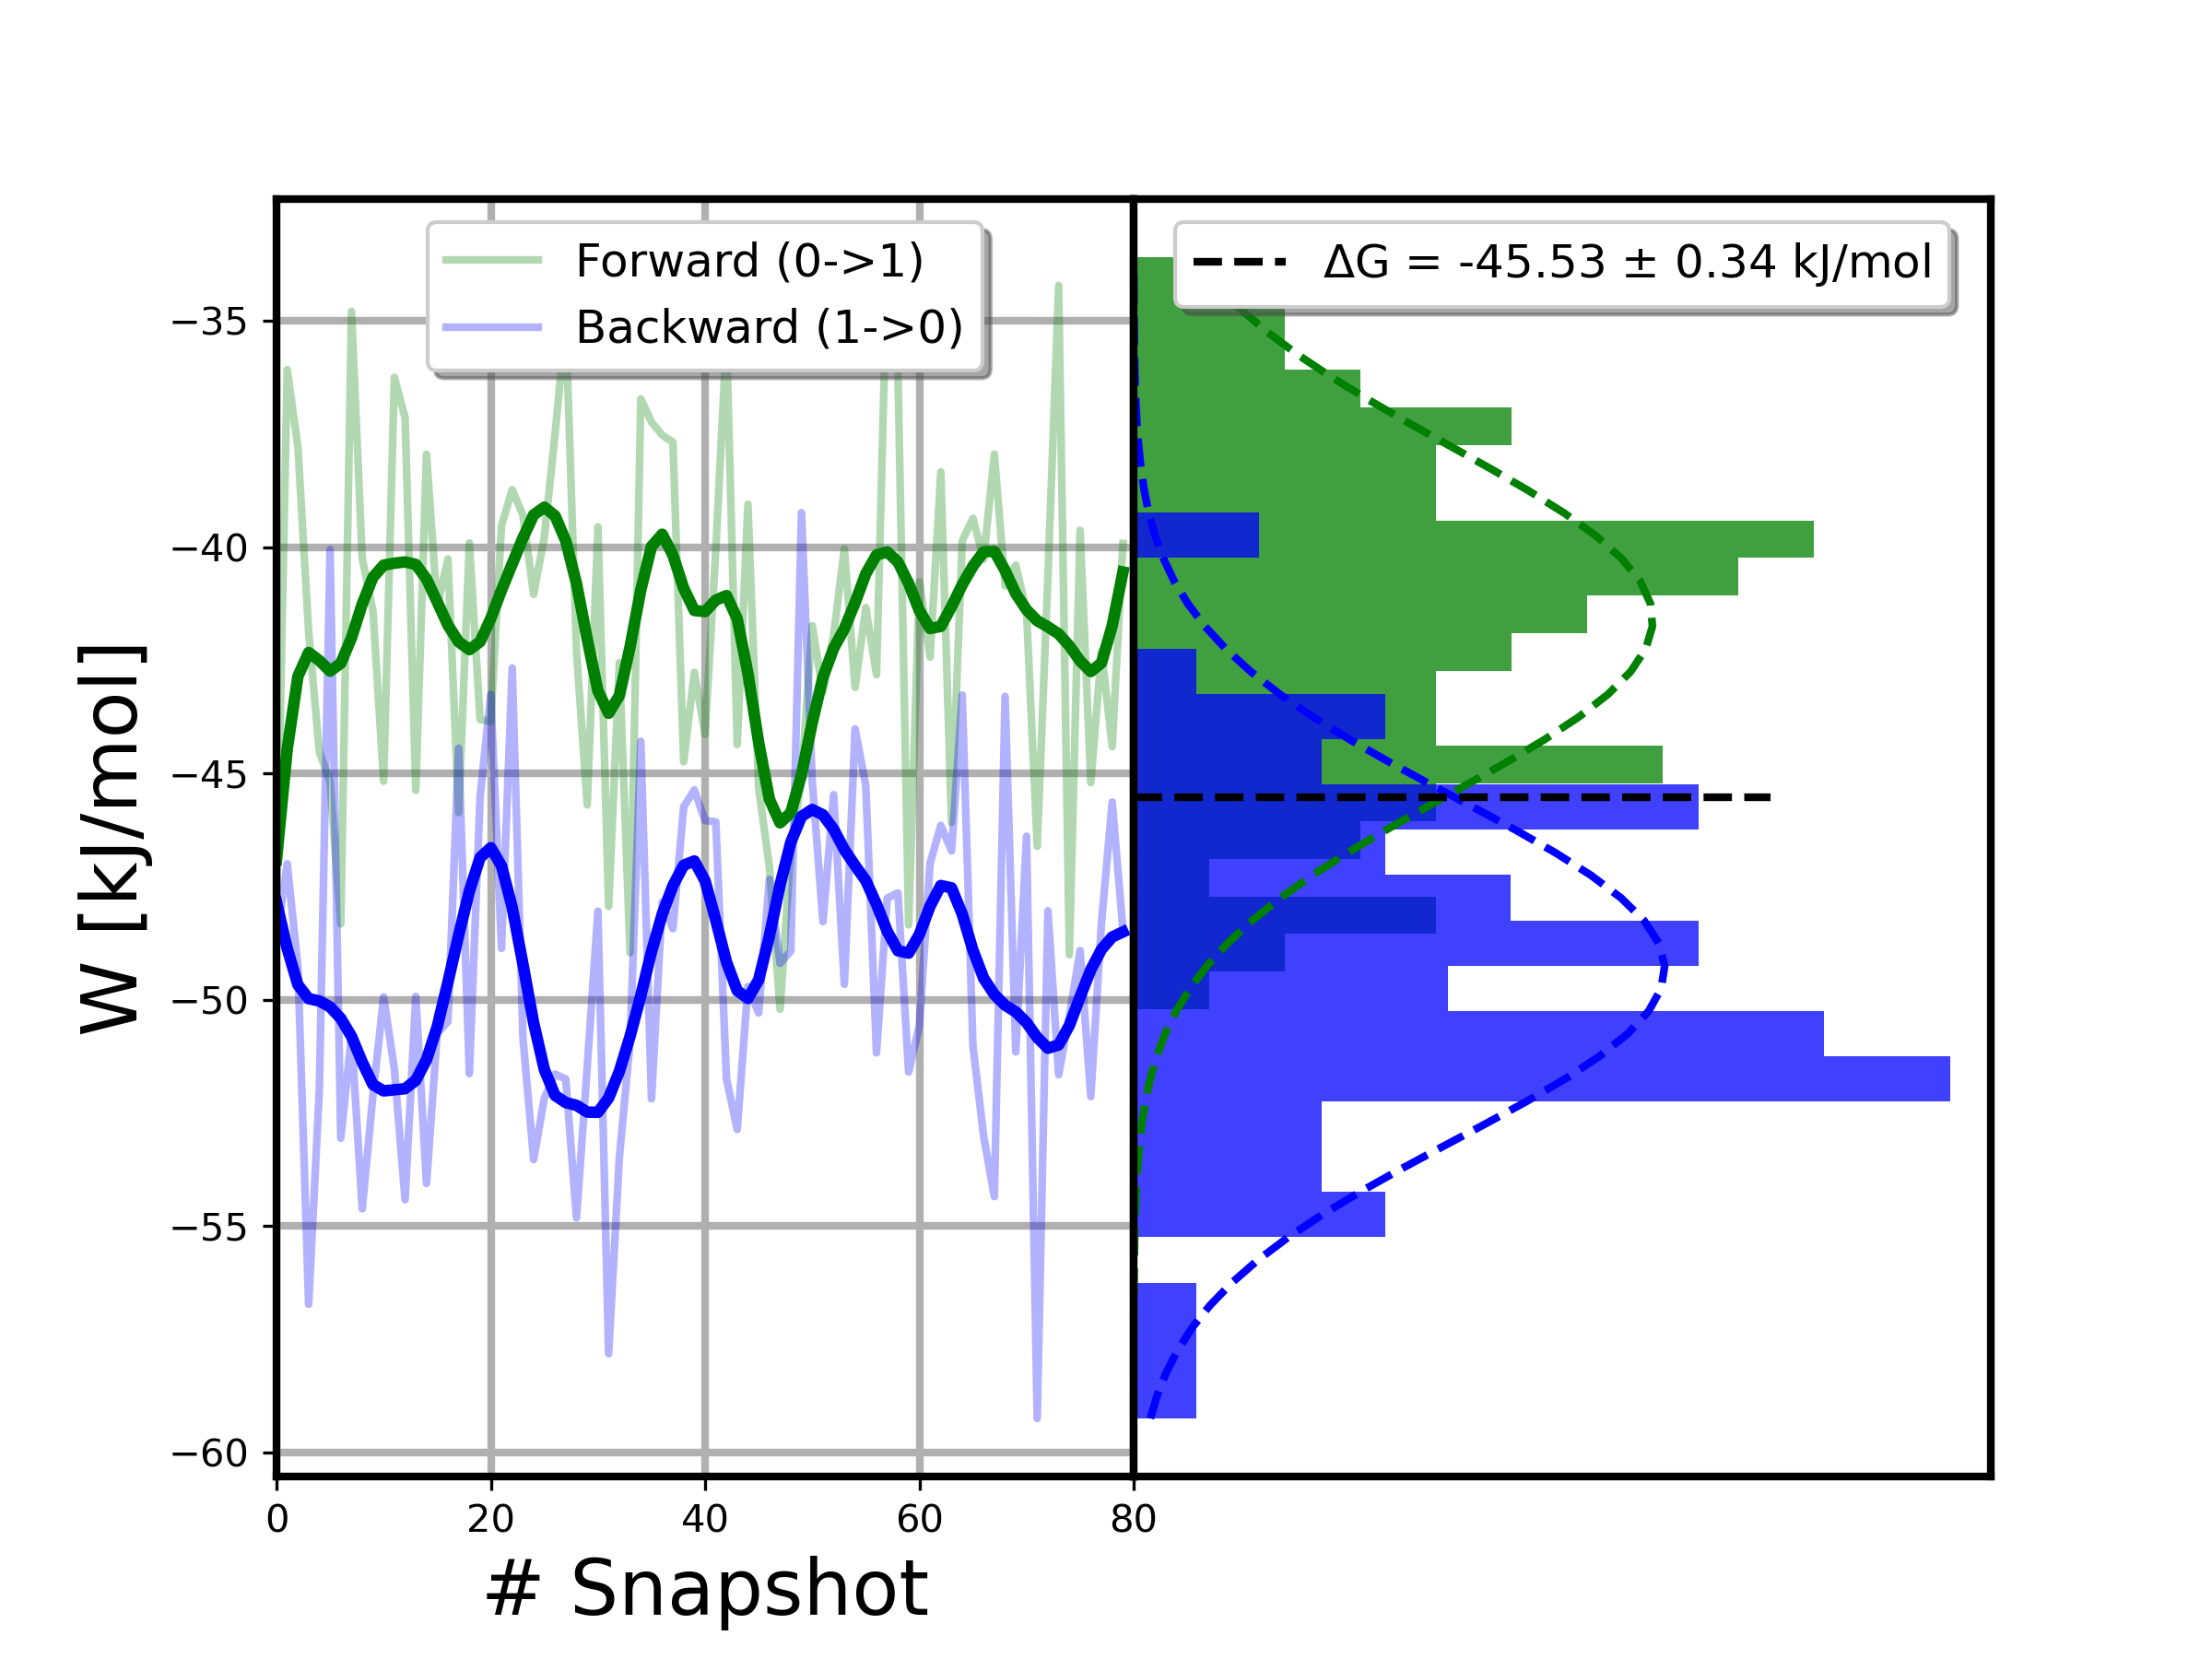 Forward (0->1)
Backward (1->0)
ΔG = -45.53 ± 0.34 kJ/mol
−35
−40
−45
−50
−55
−60
W [kJ/mol]
0 20 40 60 80
# Snapshot